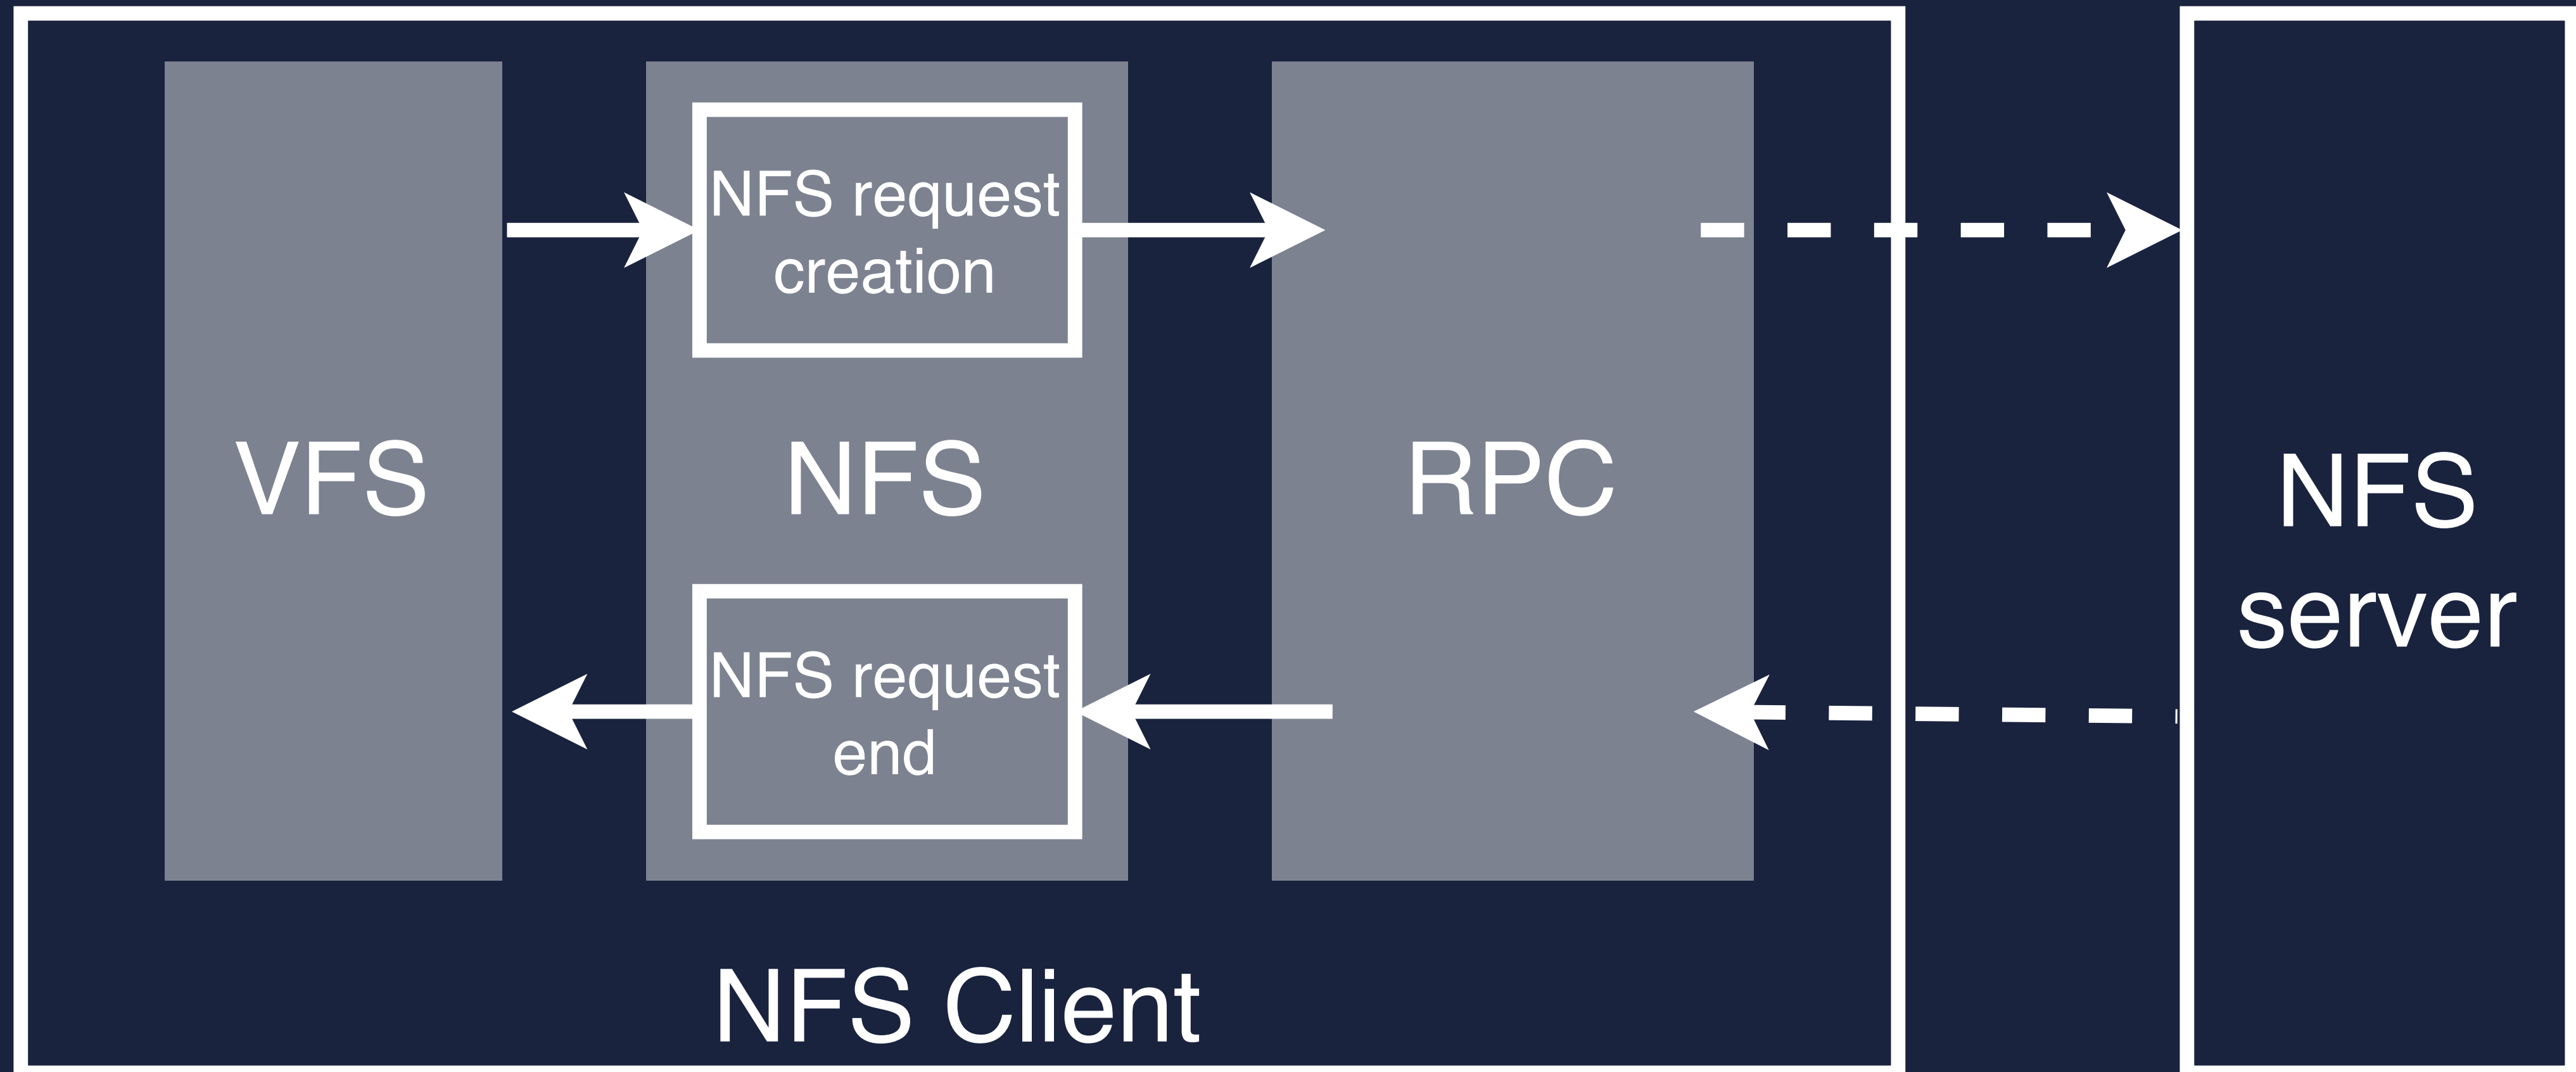 NFS request
creation
VFS
NFS
RPC
NFS
server
NFS request
end
NFS Client